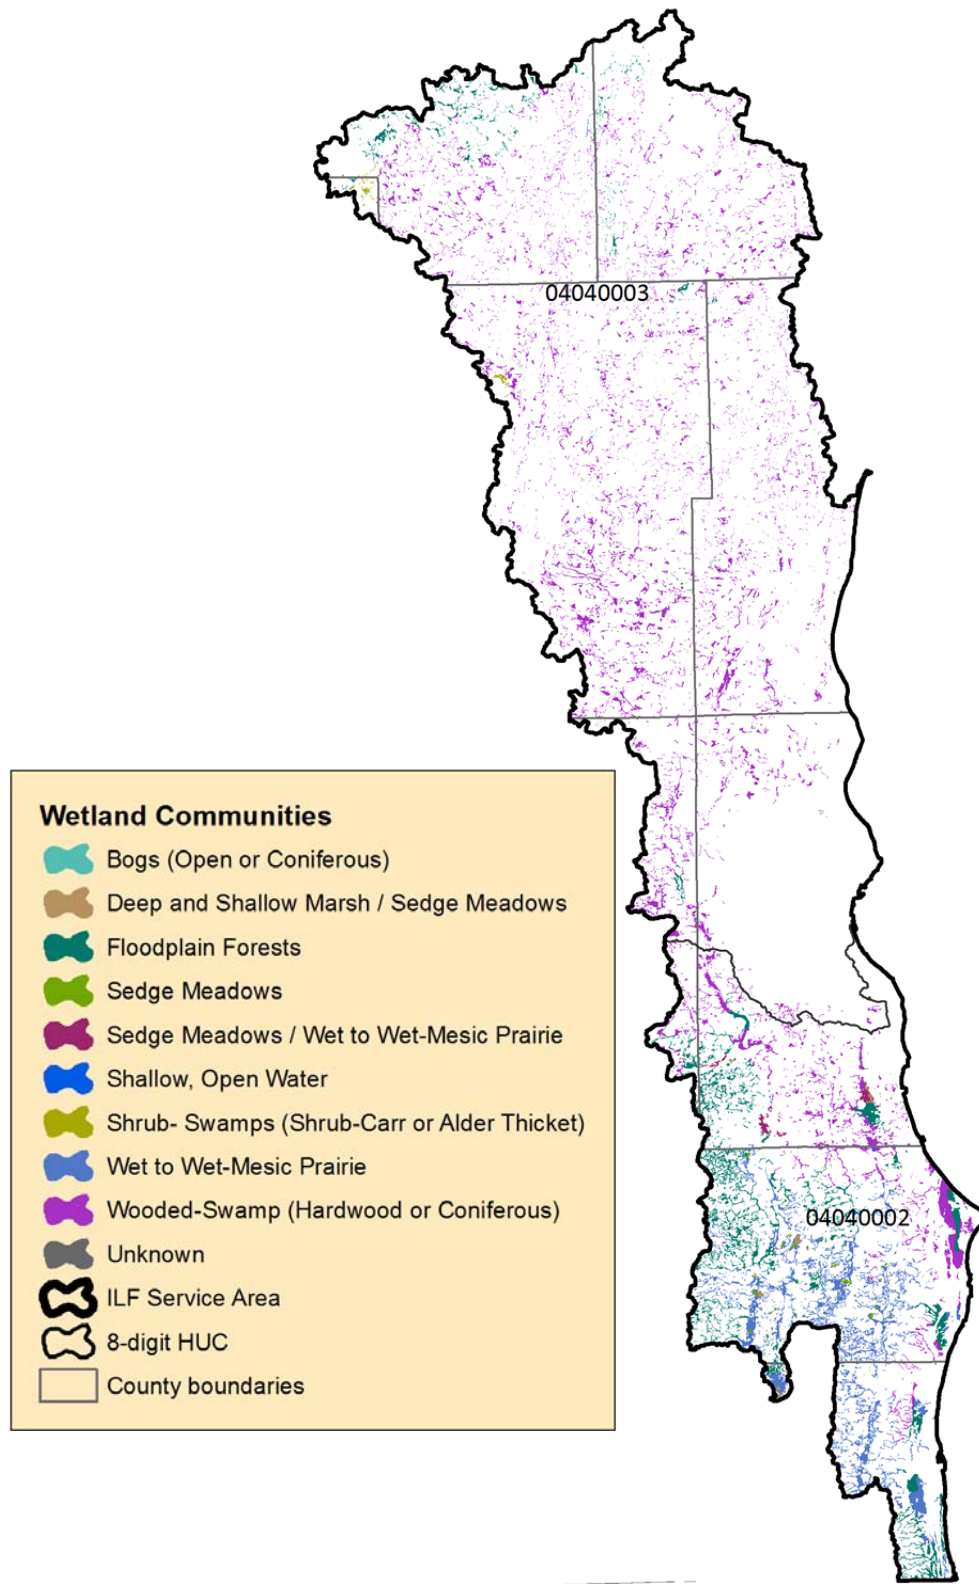 04040003
Wetland Communities
Bogs (Open or Coniferous)
Deep and Shallow Marsh / Sedge Meadows
Floodplain Forests
Sedge Meadows
Sedge Meadows / Wet to Wet-Mesic Prairie
Shallow, Open Water
Shrub- Swamps (Shrub-Carr or Alder Thicket)
Wet to Wet-Mesic Prairie
Wooded-Swamp (Hardwood or Coniferous)
Unknown
ILF Service Area
8-digit HUC
County boundaries
04040002